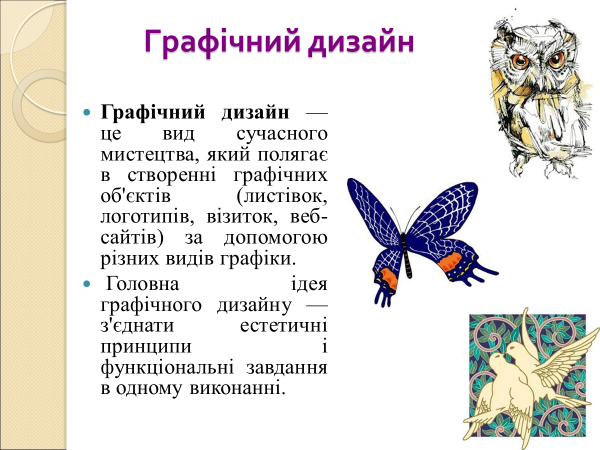 Графічний дизайн
• Графічний дизайн —
це вид сучасного
мистецтва, який полягає
в створенні графічних
об'єктів (листівок,
логотипів, візиток, веб-
сайтів) за допомогою
різних видів графіки.
• Головна ідея
графічного дизайну —
з'єднати естетичні
принципи і
функціональні завдання
в одному виконанні.